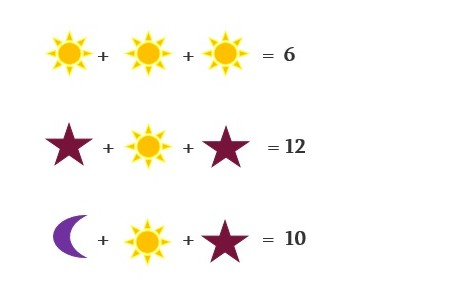 + + = 6
+ + = 12
+ + = 10